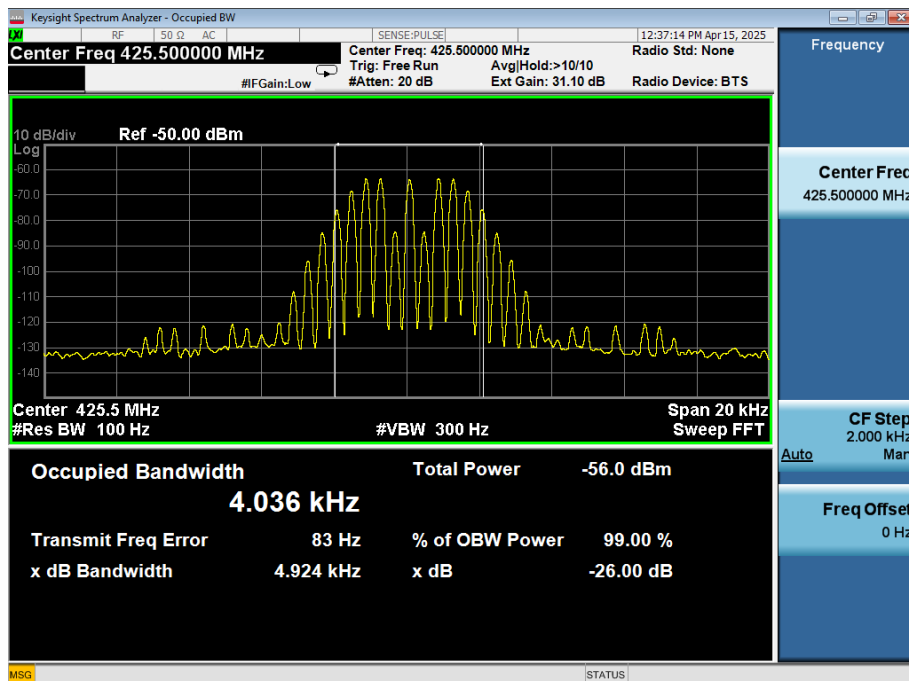 Keysight Spectrum Analyzer - Occupied BW
LXI RF 50 Ω AC SENSE:PULSE 12:37:14 PM Apr 15, 2025
Center Freq 425.500000 MHz
Center Freq: 425.500000 MHz Radio Std: None
Trig: Free Run Avg|Hold:>10/10
#IFGain:Low #Atten: 20 dB Ext Gain: 31.10 dB Radio Device: BTS
10 dB/div Ref -50.00 dBm
Log
-60.0
-70.0
-80.0
-90.0
-100
-110
-120
-130
-140
Center 425.5 MHz Span 20 kHz
#Res BW 100 Hz #VBW 300 Hz Sweep FFT
Occupied Bandwidth Total Power -56.0 dBm
4.036 kHz
Transmit Freq Error 83 Hz % of OBW Power 99.00 %
x dB Bandwidth 4.924 kHz x dB -26.00 dB
MSG STATUS
Frequency
Center Freq
425.500000 MHz
CF Step
2.000 kHz
Auto Man
Freq Offset
0 Hz